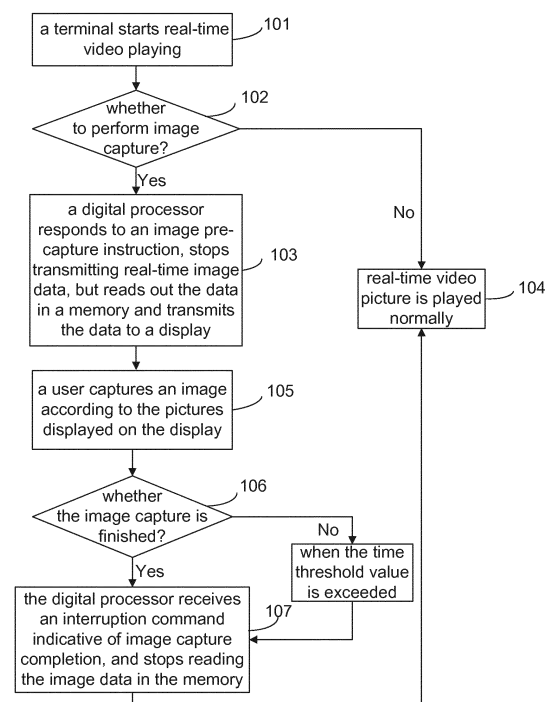 a terminal starts real-time
video playing
101
whether
to perform image
capture?
102
Yes
No
a digital processor
responds to an image pre-
capture instruction, stops
transmitting real-time image
data, but reads out the data
in a memory and transmits
the data to a display
103
real-time video
picture is played
normally
104
a user captures an image
according to the pictures
displayed on the display
105
whether
the image capture is
finished?
106
No
Yes
when the time
threshold value
is exceeded
the digital processor receives
an interruption command
indicative of image capture
completion, and stops reading
the image data in the memory
107